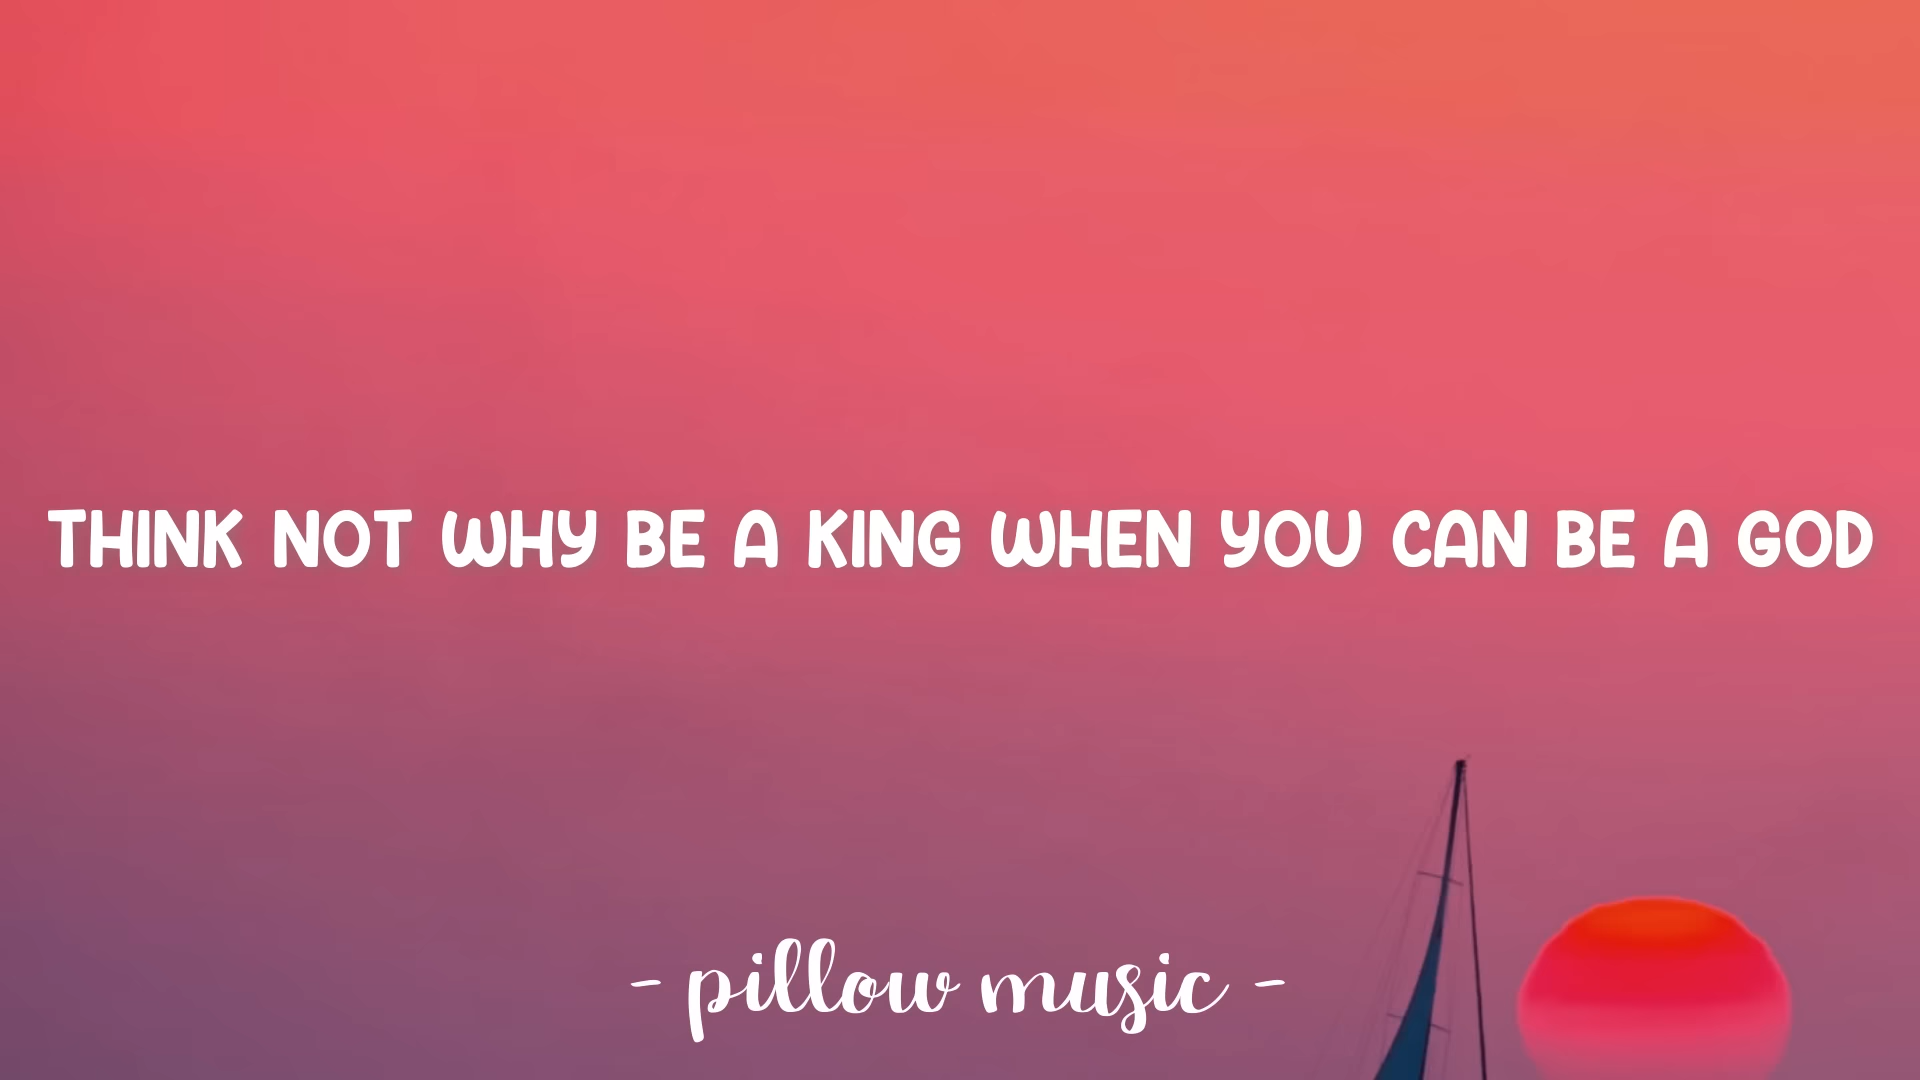 THINK NOT WHY BE A KING WHEN YOU CAN BE A GOD
- pillow music -